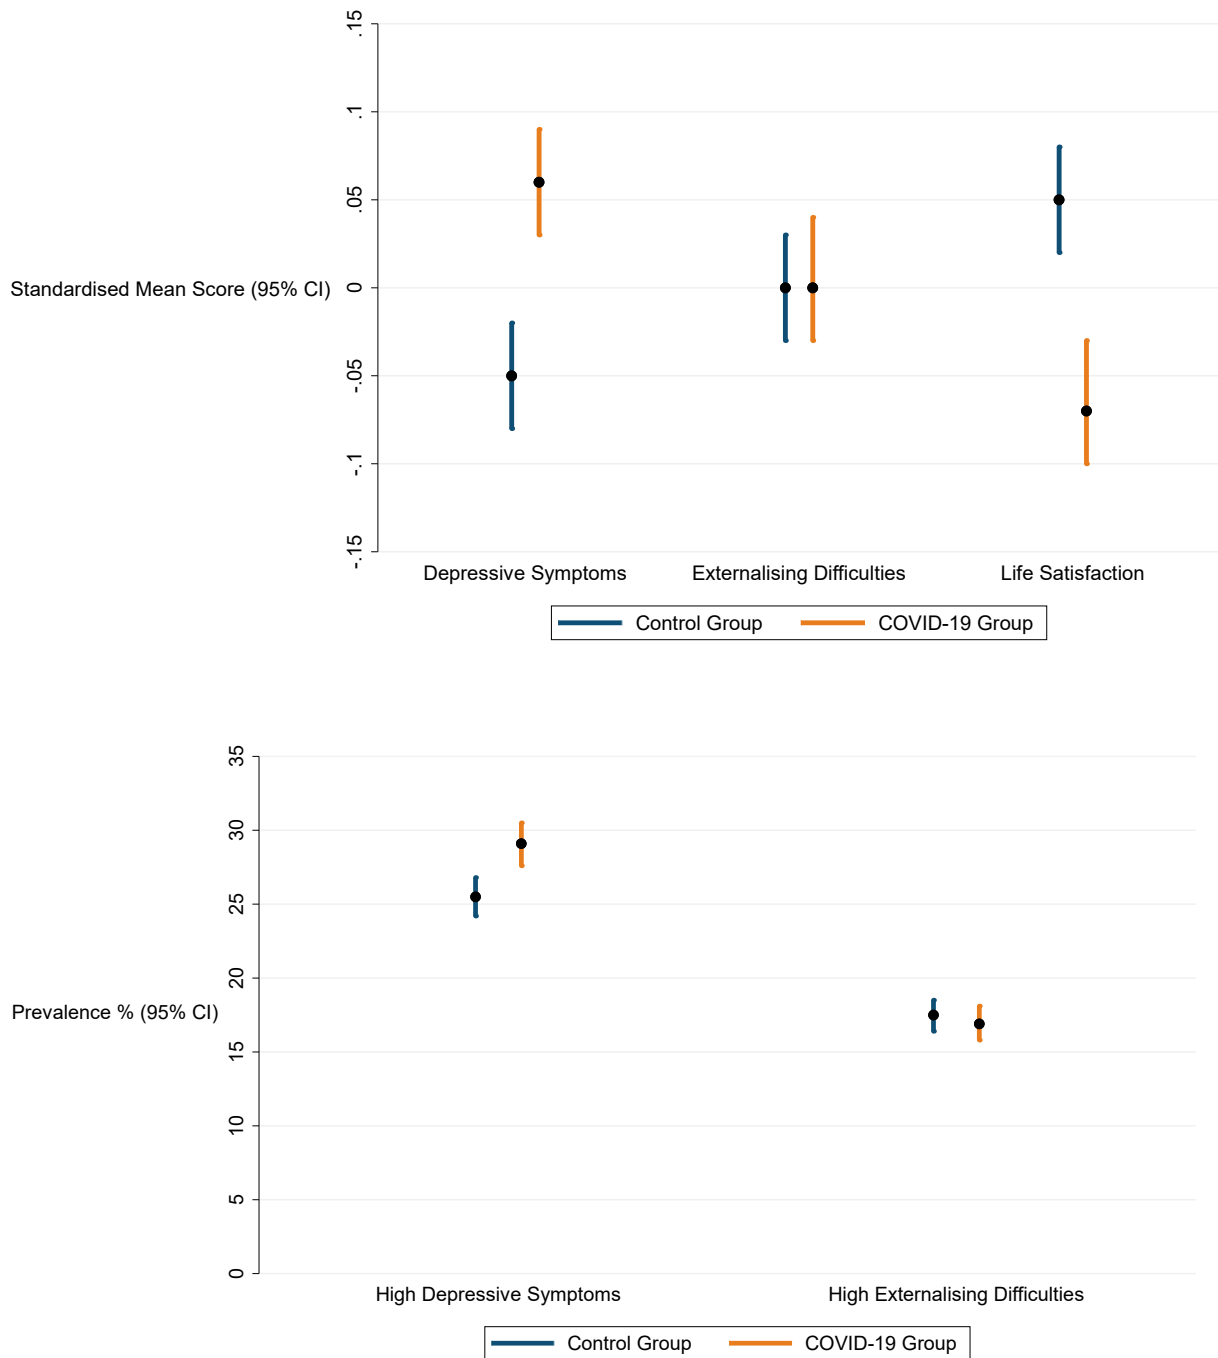 .15
.1
.05
0
-.05
-.1
-.15
Standardised Mean Score (95% CI)
Depressive Symptoms Externalising Difficulties Life Satisfaction
Control Group COVID-19 Group
35
30
25
20
15
10
5
0
Prevalence % (95% CI)
High Depressive Symptoms High Externalising Difficulties
Control Group COVID-19 Group